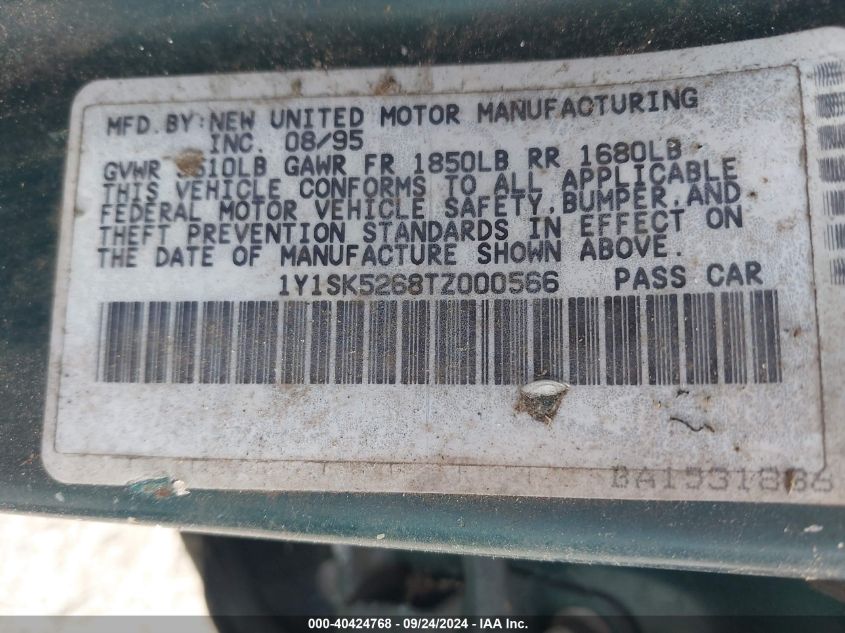 MFD.BY:NEW UNITED MOTOR MANUFACTURING
INC. 08/95
GVWR GAWR FR 1850LB RR 1680LB
THIS VEHICLE CONFORMS TO ALL APPLICABLE
FEDERAL MOTOR VEHICLE SAFETY,BUMPER,AND
THEFT PREVENTION STANDARDS IN EFFECT ON
THE DATE OF MANUFACTURE SHOWN ABOVE.
1Y1SK5268TZ000566 PASS CAR
BA1531886
000-40424768 - 09/24/2024 - IAA Inc.